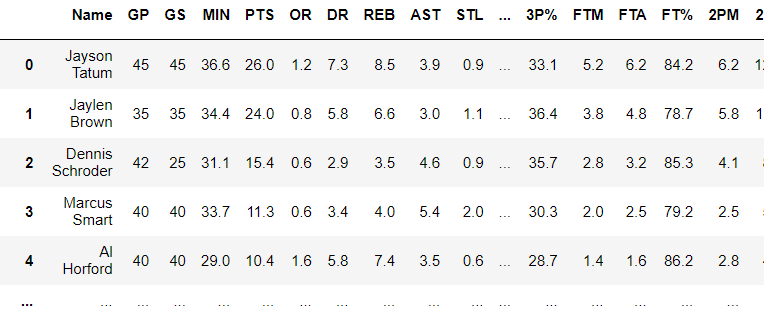 Name GP GS MIN PTS OR DR REB AST STL ... 3P% FTM FTA FT% 2PM 2
0 Jayson Tatum 45 45 36.6 26.0 1.2 7.3 8.5 3.9 0.9 ... 33.1 5.2 6.2 84.2 6.2 1
1 Jaylen Brown 35 35 34.4 24.0 0.8 5.8 6.6 3.0 1.1 ... 36.4 3.8 4.8 78.7 5.8 1
2 Dennis Schroder 42 25 31.1 15.4 0.6 2.9 3.5 4.6 0.9 ... 35.7 2.8 3.2 85.3 4.1
3 Marcus Smart 40 40 33.7 11.3 0.6 3.4 4.0 5.4 2.0 ... 30.3 2.0 2.5 79.2 2.5
4 Al Horford 40 40 29.0 10.4 1.6 5.8 7.4 3.5 0.6 ... 28.7 1.4 1.6 86.2 2.8
... ... ... ... ... ... ... ... ... ... ... ... ... ... ... ... ...